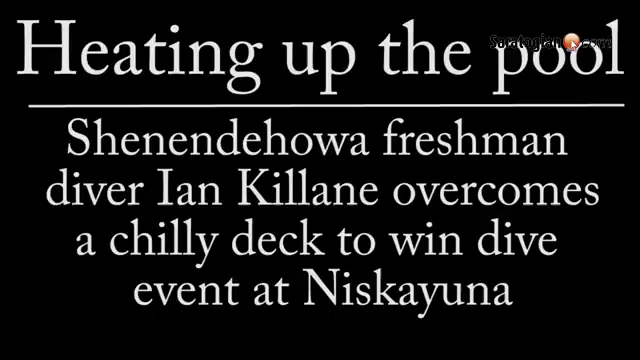 Saratogian.com
Heating up the pool
Shenendehowa freshman
diver Ian Killane overcomes
a chilly deck to win dive
event at Niskayuna